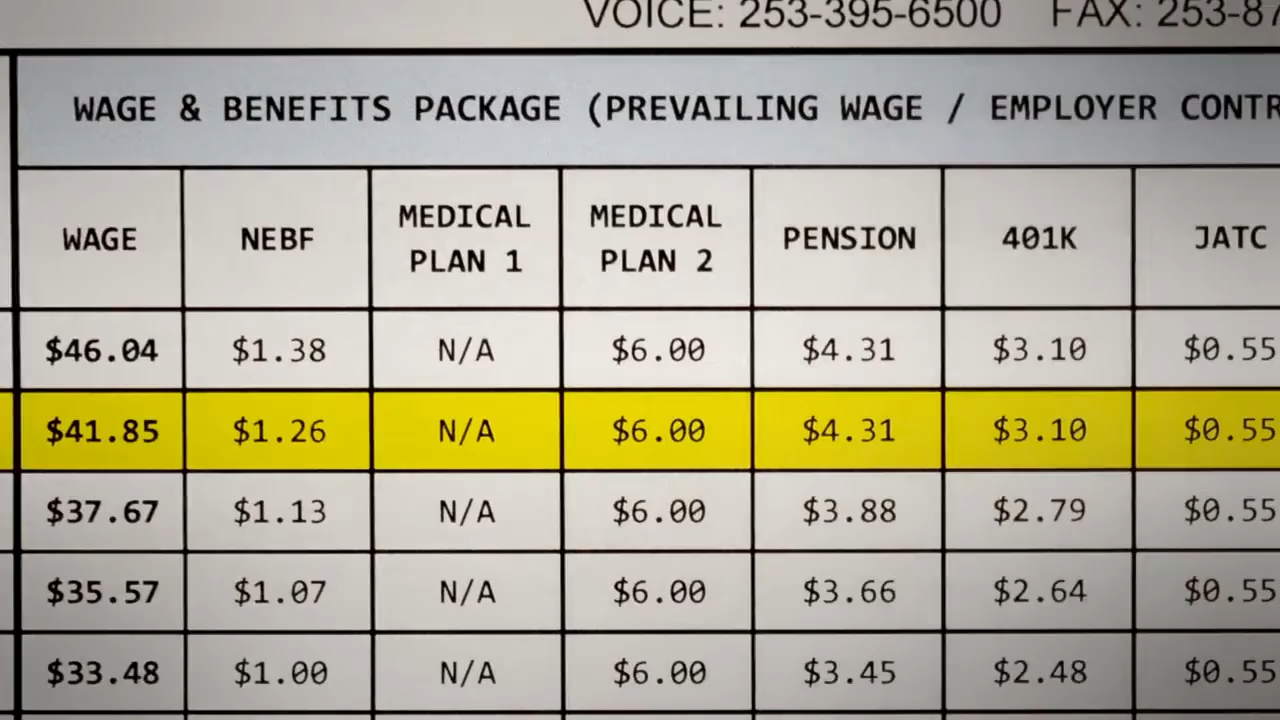 VOICE: 253-395-6500 FAX: 253-87
WAGE & BENEFITS PACKAGE (PREVAILING WAGE / EMPLOYER CONTR
WAGE NEBF MEDICAL PLAN 1 MEDICAL PLAN 2 PENSION 401K JATC
$46.04 $1.38 N/A $6.00 $4.31 $3.10 $0.55
$41.85 $1.26 N/A $6.00 $4.31 $3.10 $0.55
$37.67 $1.13 N/A $6.00 $3.88 $2.79 $0.55
$35.57 $1.07 N/A $6.00 $3.66 $2.64 $0.55
$33.48 $1.00 N/A $6.00 $3.45 $2.48 $0.55